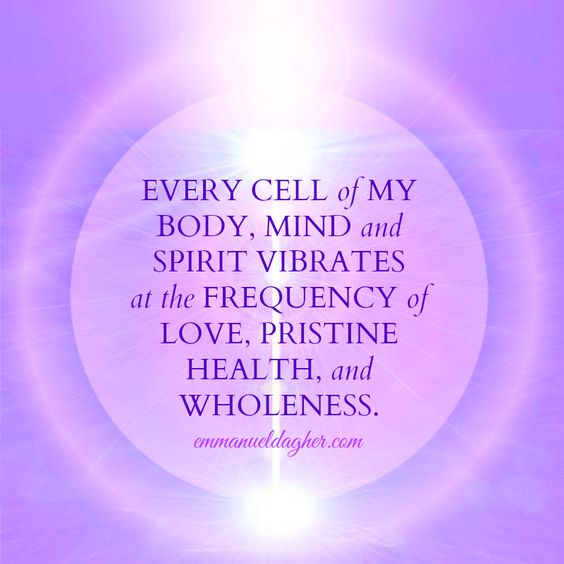 EVERY CELL of MY
BODY, MIND and
SPIRIT VIBRATES
at the FREQUENCY of
LOVE, PRISTINE
HEALTH, and
WHOLENESS.
emmanueldagher.com